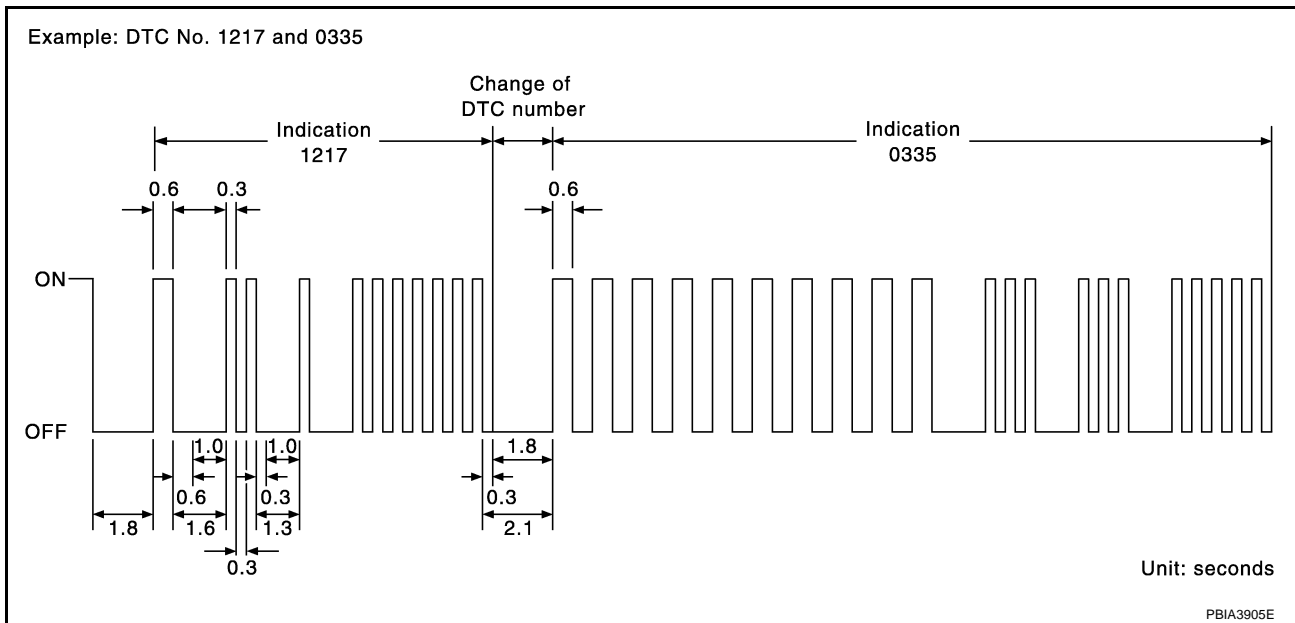 Example: DTC No. 1217 and 0335
Change of
DTC number
Indication
1217
Indication
0335
0.6
0.3
0.6
ON
OFF
1.0
1.0
1.8
0.6
0.3
0.3
1.8
1.6
1.3
2.1
0.3
Unit: seconds
PBIA3905E